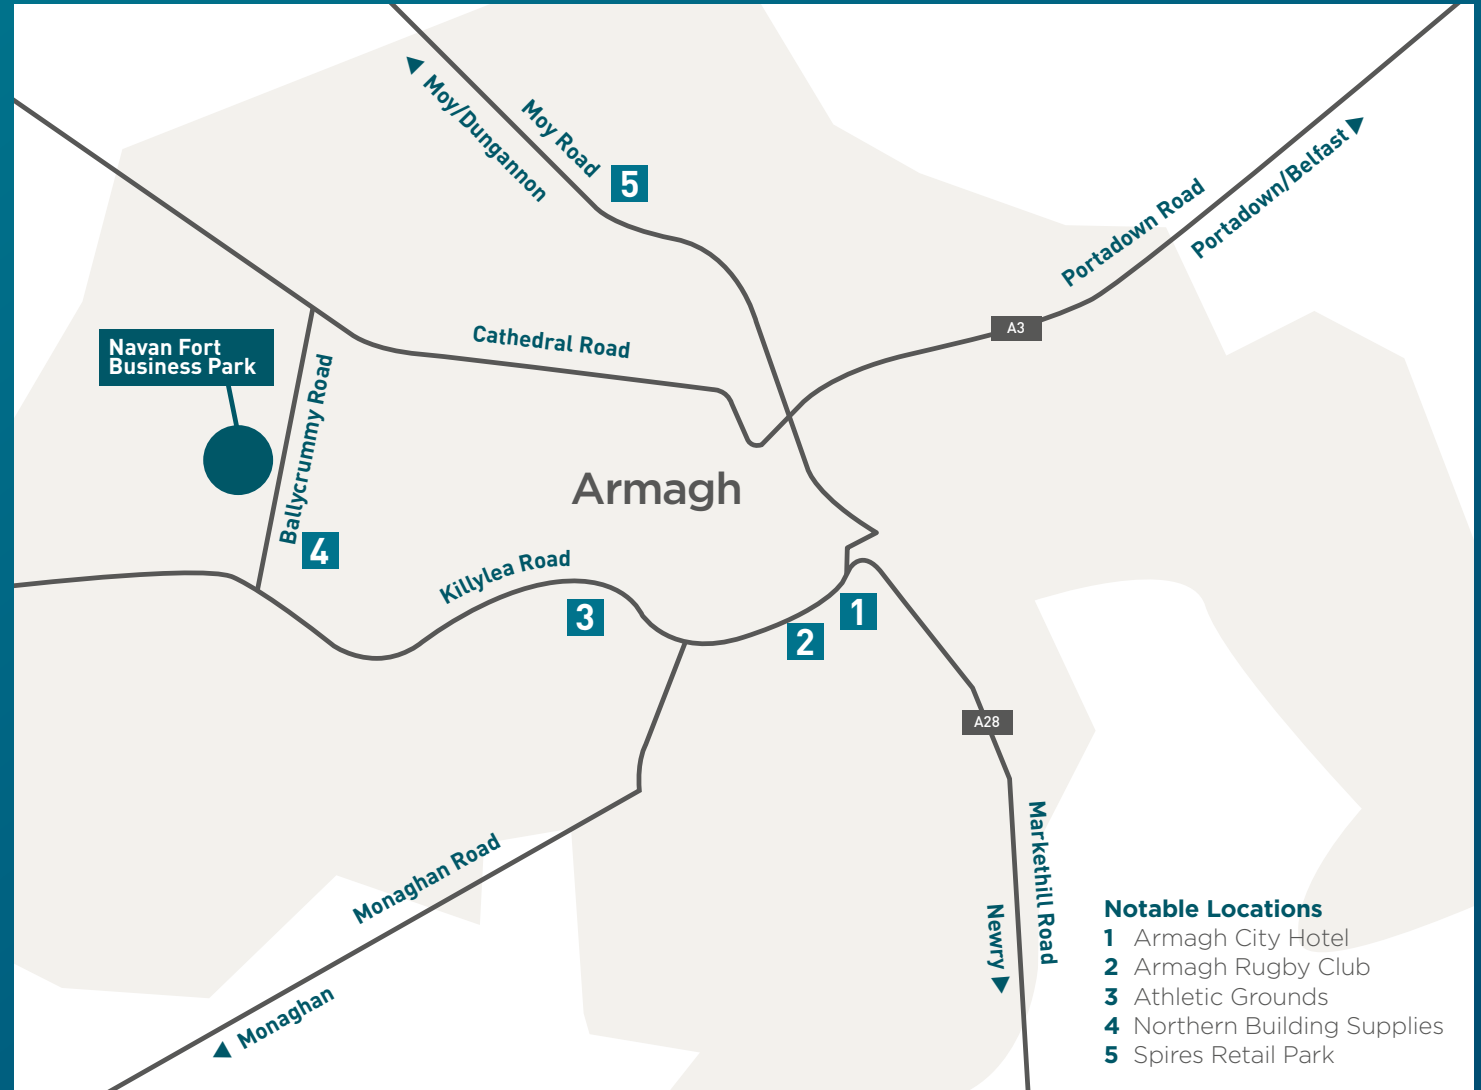 Moy/Dungannon
Moy Road
5
Portadown Road
Portadown/Belfast
A3
Navan Fort
Business Park
Ballycrummy Road
Cathedral Road
Armagh
4
Killylea Road
3
2
1
A28
Monaghan Road
Monaghan
Markethill Road
Newry
Notable Locations
1 Armagh City Hotel
2 Armagh Rugby Club
3 Athletic Grounds
4 Northern Building Supplies
5 Spires Retail Park